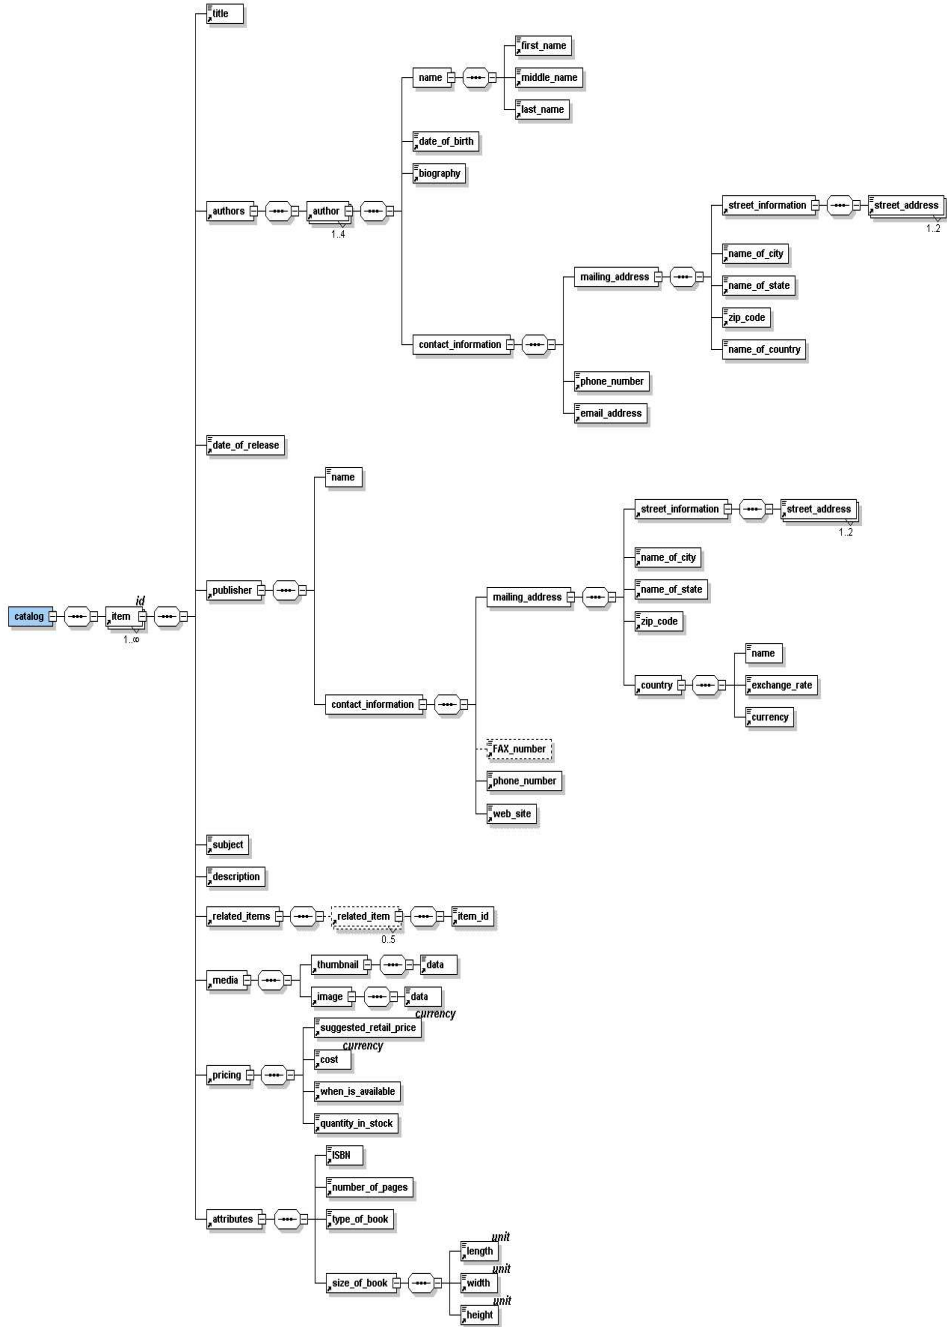 title
first_name
name
middle_name
last_name
date_of_birth
biography
authors
author
1..4
street_information
street_address
1..2
name_of_city
mailing_address
name_of_state
zip_code
contact_information
name_of_country
phone_number
email_address
date_of_release
name
street_information
street_address
1..2
name_of_city
publisher
mailing_address
name_of_state
id
catalog
item
1..∞
zip_code
name
country
exchange_rate
contact_information
currency
FAX_number
phone_number
web_site
subject
description
related_items
related_item
item_id
0..5
thumbnail
data
media
image
data
currency
suggested_retail_price
currency
cost
pricing
when_is_available
quantity_in_stock
ISBN
number_of_pages
attributes
type_of_book
unit
length
unit
size_of_book
width
unit
height